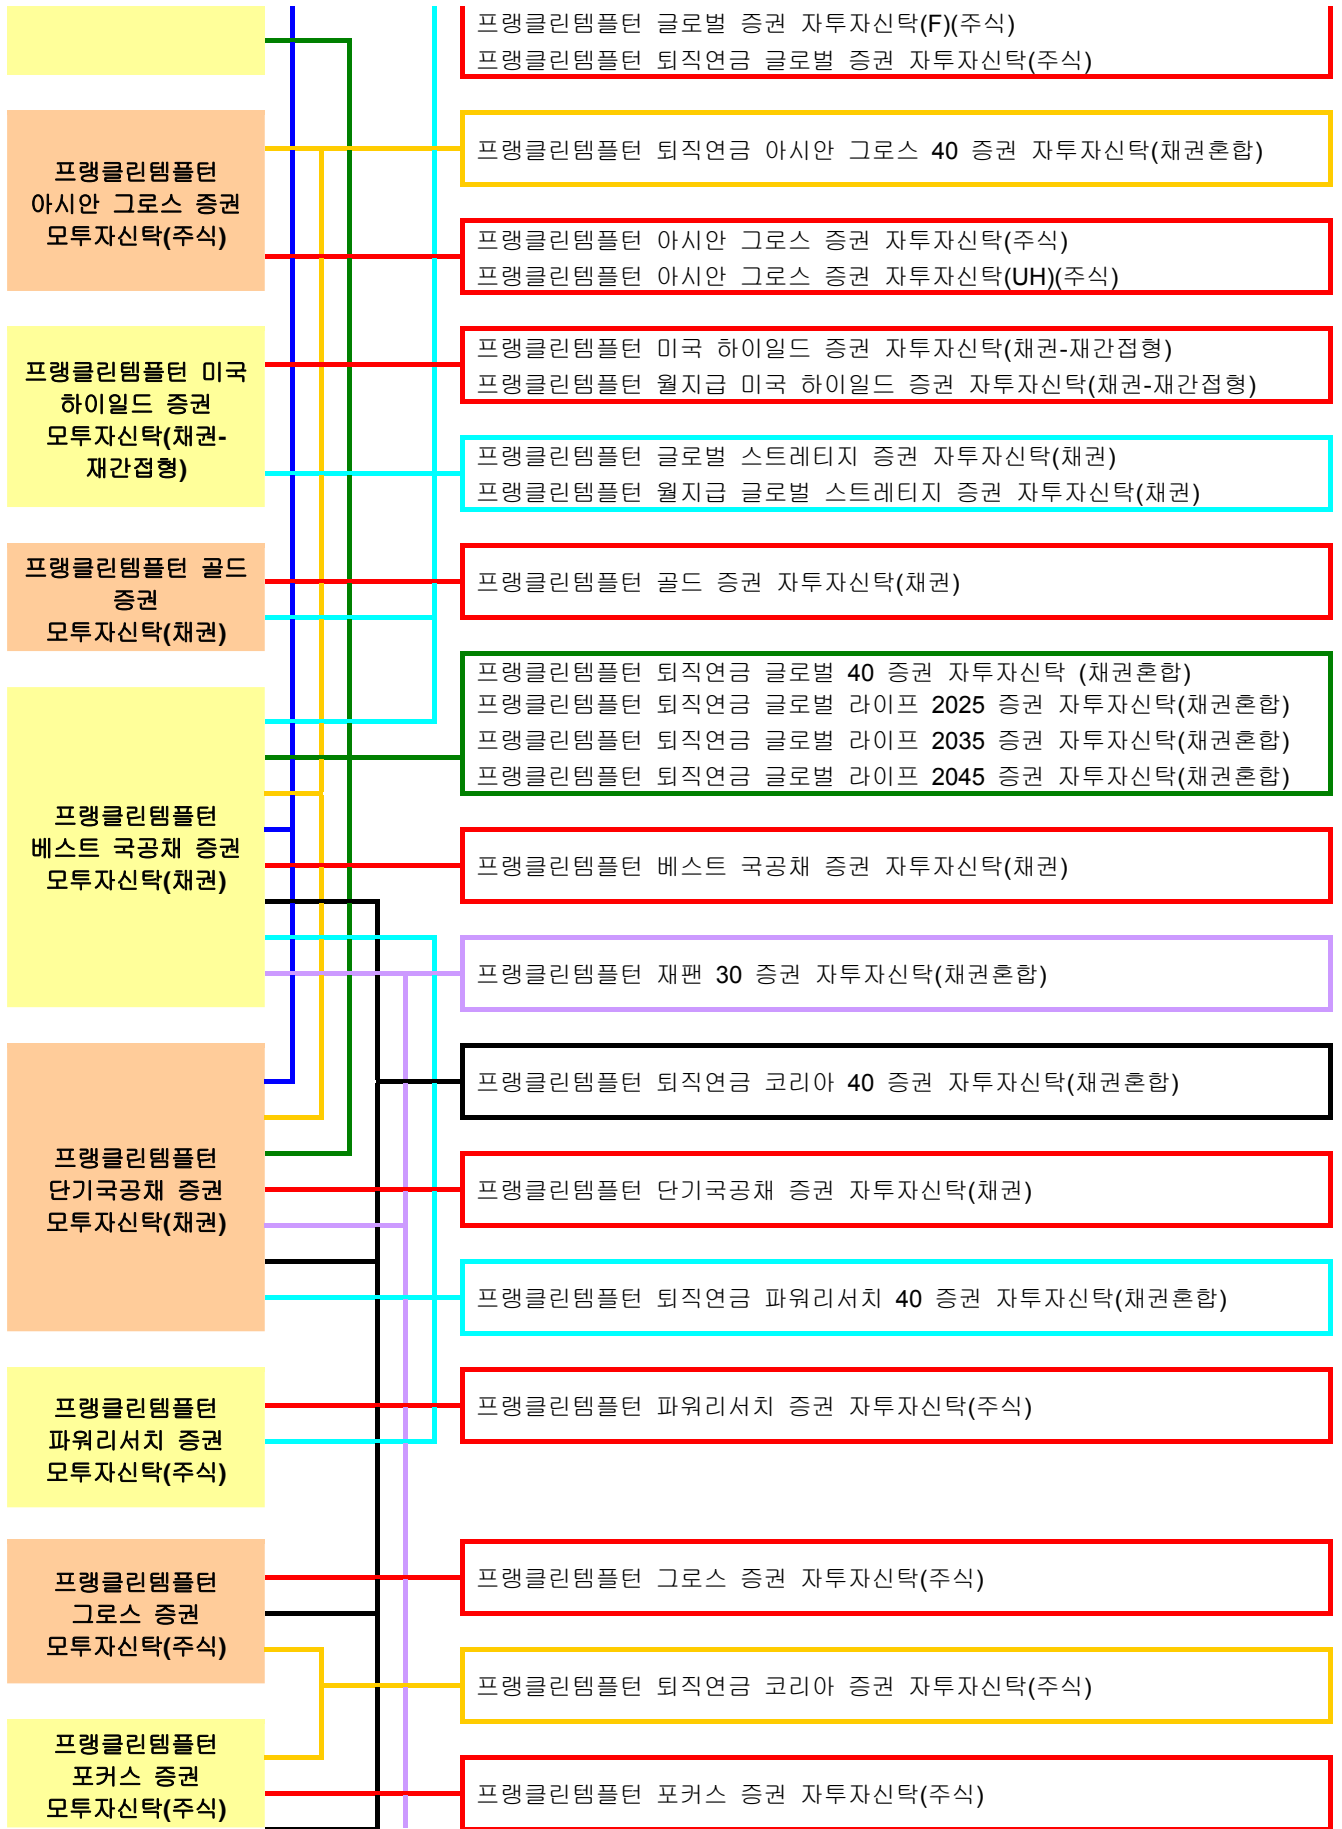 프랭클린템플턴 글로벌 증권 자투자신탁(F)(주식)
프랭클린템플턴 퇴직연금 글로벌 증권 자투자신탁(주식)
프랭클린템플턴
아시안 그로스 증권
모투자신탁(주식)
프랭클린템플턴 퇴직연금 아시안 그로스 40 증권 자투자신탁(채권혼합)
프랭클린템플턴 아시안 그로스 증권 자투자신탁(주식)
프랭클린템플턴 아시안 그로스 증권 자투자신탁(UH)(주식)
프랭클린템플턴 미국
하이일드 증권
모투자신탁(채권-
재간접형)
프랭클린템플턴 미국 하이일드 증권 자투자신탁(채권-재간접형)
프랭클린템플턴 월지급 미국 하이일드 증권 자투자신탁(채권-재간접형)
프랭클린템플턴 글로벌 스트레티지 증권 자투자신탁(채권)
프랭클린템플턴 월지급 글로벌 스트레티지 증권 자투자신탁(채권)
프랭클린템플턴 골드
증권
모투자신탁(채권)
프랭클린템플턴 골드 증권 자투자신탁(채권)
프랭클린템플턴 퇴직연금 글로벌 40 증권 자투자신탁 (채권혼합)
프랭클린템플턴 퇴직연금 글로벌 라이프 2025 증권 자투자신탁(채권혼합)
프랭클린템플턴 퇴직연금 글로벌 라이프 2035 증권 자투자신탁(채권혼합)
프랭클린템플턴 퇴직연금 글로벌 라이프 2045 증권 자투자신탁(채권혼합)
프랭클린템플턴
베스트 국공채 증권
모투자신탁(채권)
프랭클린템플턴 베스트 국공채 증권 자투자신탁(채권)
프랭클린템플턴 재팬 30 증권 자투자신탁(채권혼합)
프랭클린템플턴 퇴직연금 코리아 40 증권 자투자신탁(채권혼합)
프랭클린템플턴
단기국공채 증권
모투자신탁(채권)
프랭클린템플턴 단기국공채 증권 자투자신탁(채권)
프랭클린템플턴 퇴직연금 파워리서치 40 증권 자투자신탁(채권혼합)
프랭클린템플턴
파워리서치 증권
모투자신탁(주식)
프랭클린템플턴 파워리서치 증권 자투자신탁(주식)
프랭클린템플턴
그로스 증권
모투자신탁(주식)
프랭클린템플턴 그로스 증권 자투자신탁(주식)
프랭클린템플턴 퇴직연금 코리아 증권 자투자신탁(주식)
프랭클린템플턴
포커스 증권
모투자신탁(주식)
프랭클린템플턴 포커스 증권 자투자신탁(주식)